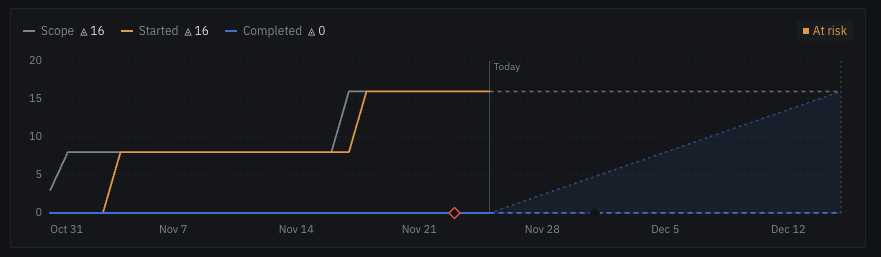 Scope 16 Started 16 Completed 0 At risk
20
Today
15
10
5
0
Oct 31 Nov 7 Nov 14 Nov 21 Nov 28 Dec 5 Dec 12